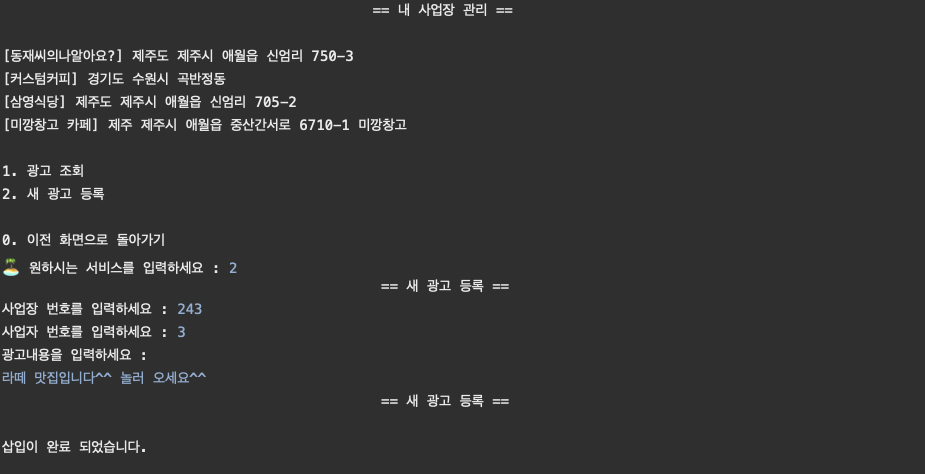 == 내 사업장 관리 ==
[동재씨의나알아요?] 제주도 제주시 애월읍 신엄리 750-3
[커스텀커피] 경기도 수원시 곡반정동
[삼영식당] 제주도 제주시 애월읍 신엄리 705-2
[미깡창고 카페] 제주 제주시 애월읍 중산간서로 6710-1 미깡창고
1. 광고 조회
2. 새 광고 등록
0. 이전 화면으로 돌아가기
🏝 원하시는 서비스를 입력하세요 : 2
== 새 광고 등록 ==
사업장 번호를 입력하세요 : 243
사업자 번호를 입력하세요 : 3
광고내용을 입력하세요 :
라떼 맛집입니다^^ 놀러 오세요^^
== 새 광고 등록 ==
삽입이 완료 되었습니다.